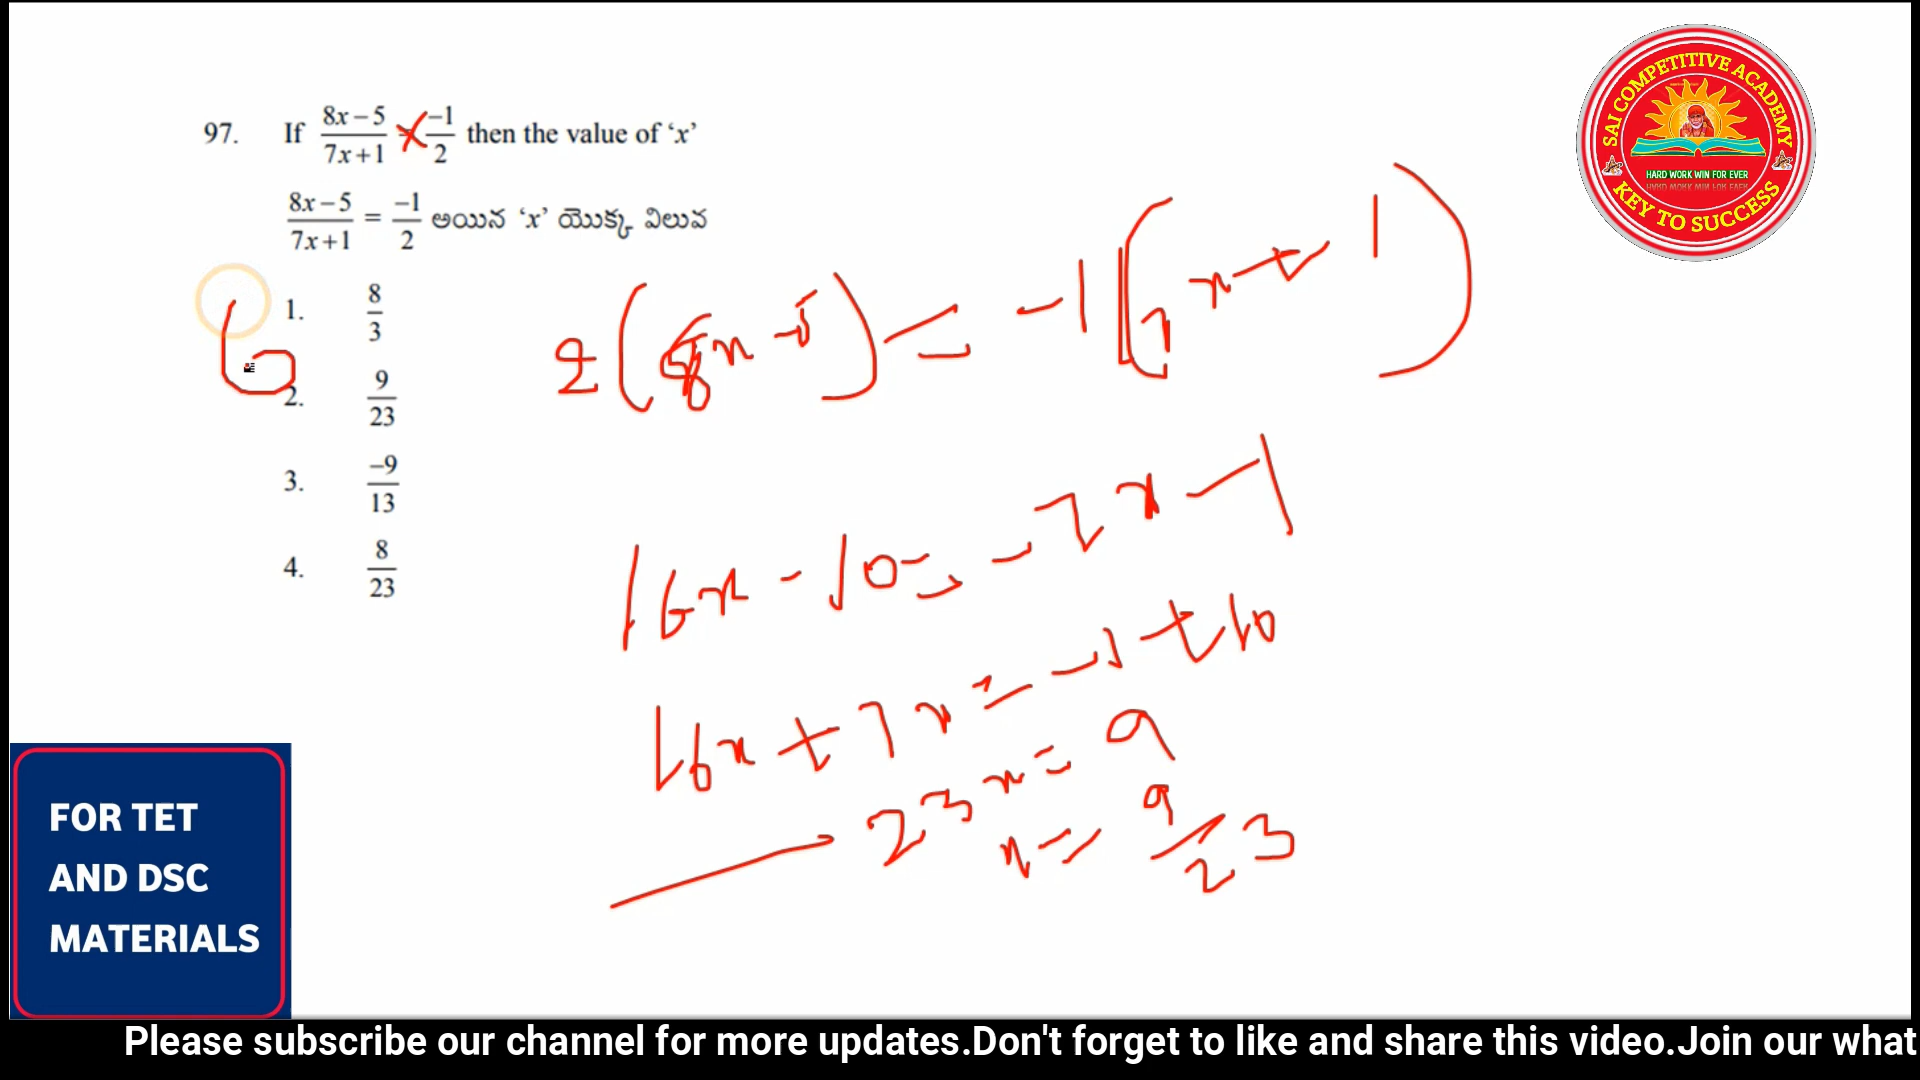 SAI COMPETITIVE ACADEMY
HARD WORK WIN FOR EVER
KEY TO SUCCESS
97. If (8x – 5)/(7x + 1) = –1/2 then the value of ‘x’
(8x – 5)/(7x + 1) = –1/2 అయిన ‘x’ యొక్క విలువ
1. 8/3
2. 9/23
3. –9/13
4. 8/23
2(8x - 5) = -1(7x + 1)
16x - 10 = -7x - 1
16x + 7x = -1 + 10
23x = 9
x = 9/23
FOR TET
AND DSC
MATERIALS
Please subscribe our channel for more updates.Don't forget to like and share this video.Join our what